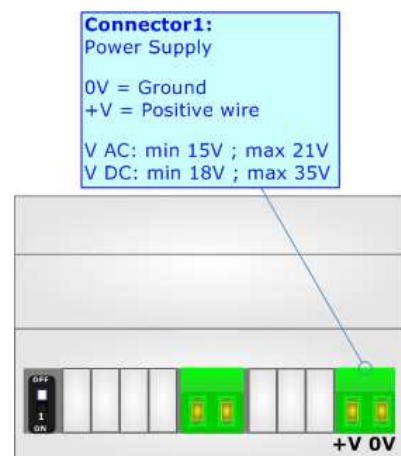 Connector1:
Power Supply
0V = Ground
+V = Positive wire
V AC: min 15V ; max 21V
V DC: min 18V ; max 35V
OFF
1
ON
+V 0V